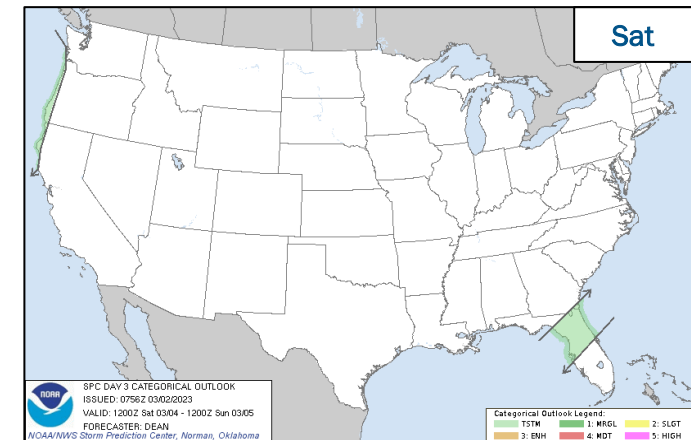 Sat
NOAA
SPC DAY 3 CATEGORICAL OUTLOOK
ISSUED: 0756Z 03/02/2023
VALID: 1200Z Sat 03/04 - 1200Z Sun 03/05
FORECASTER: DEAN
NOAA/NWS Storm Prediction Center, Norman, Oklahoma
Categorical Outlook Legend:
TSTM 1: MRGL 2: SLGT
3: ENH 4: MDT 5: HIGH